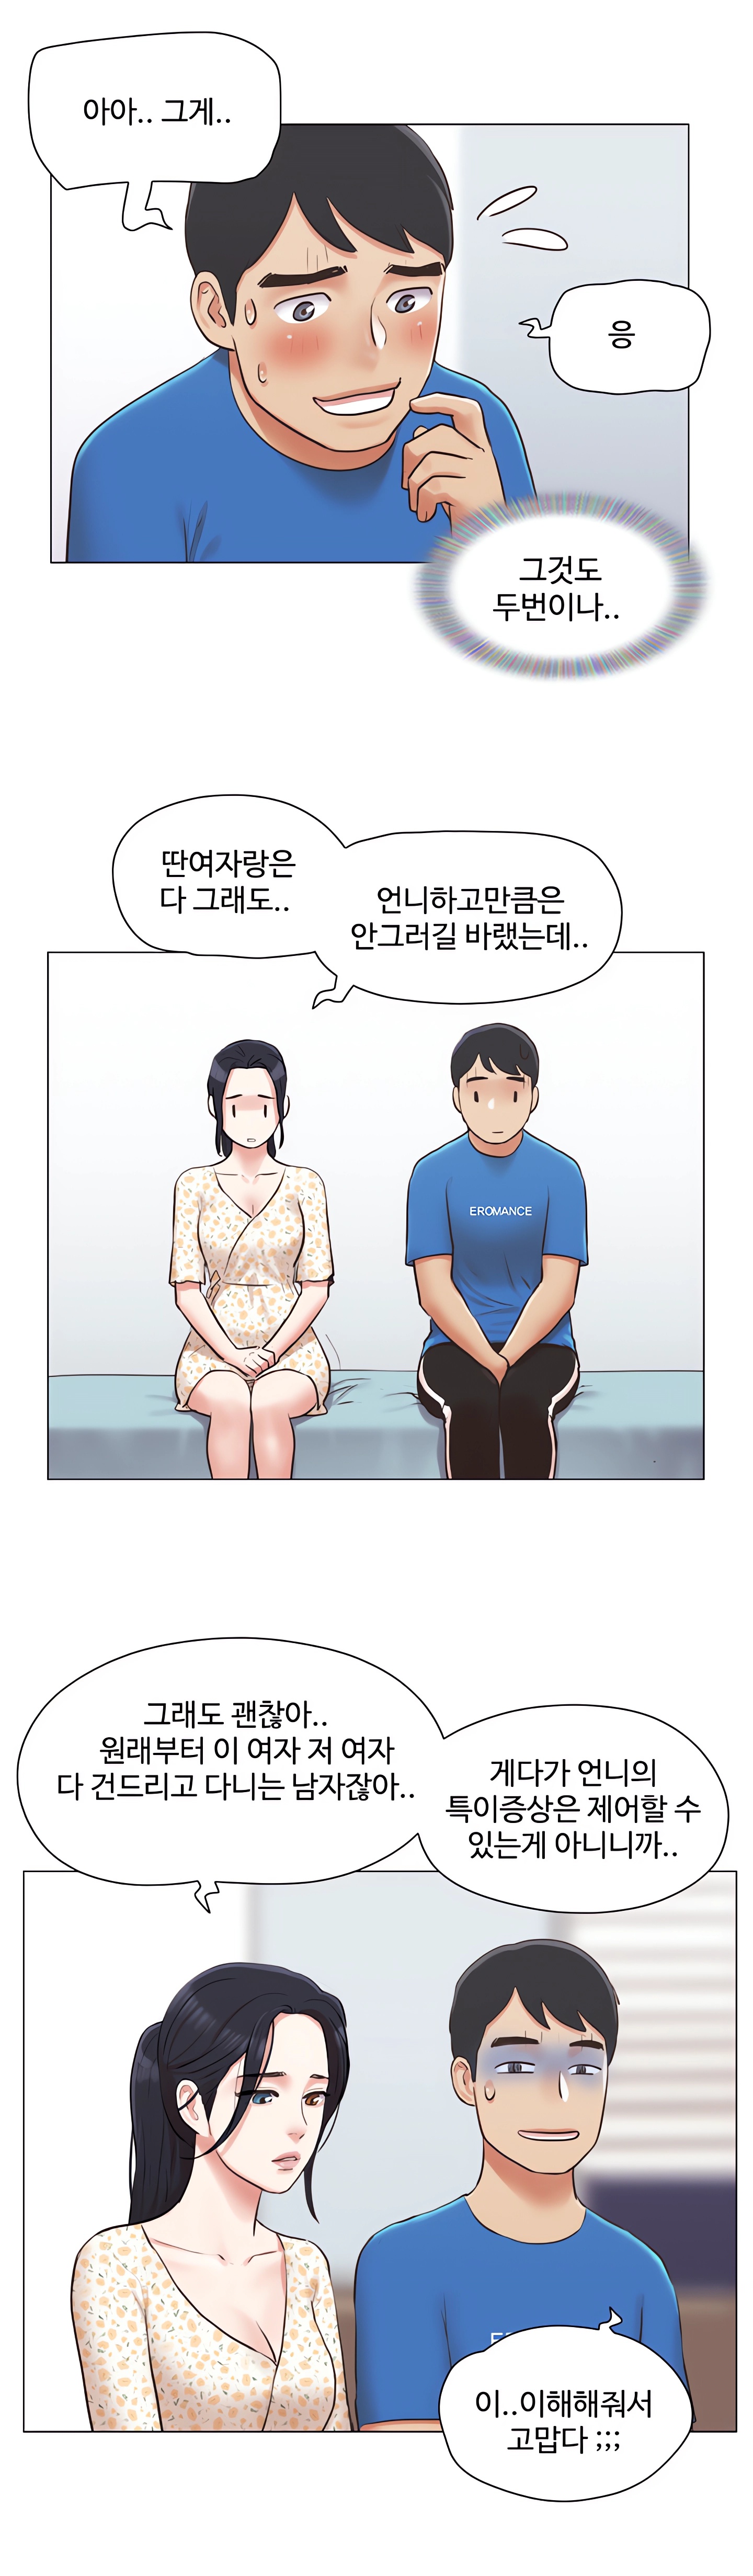 아아.. 그게..
응
그것도
두번이나..
딴여자랑은
다 그래도..
언니하고만큼은
안그러길 바랬는데..
EROMANCE
그래도 괜찮아..
원래부터 이 여자 저 여자
다 건드리고 다니는 남자잖아..
게다가 언니의
특이증상은 제어할 수
있는게 아니니까..
이..이해해줘서
고맙다 ;;;